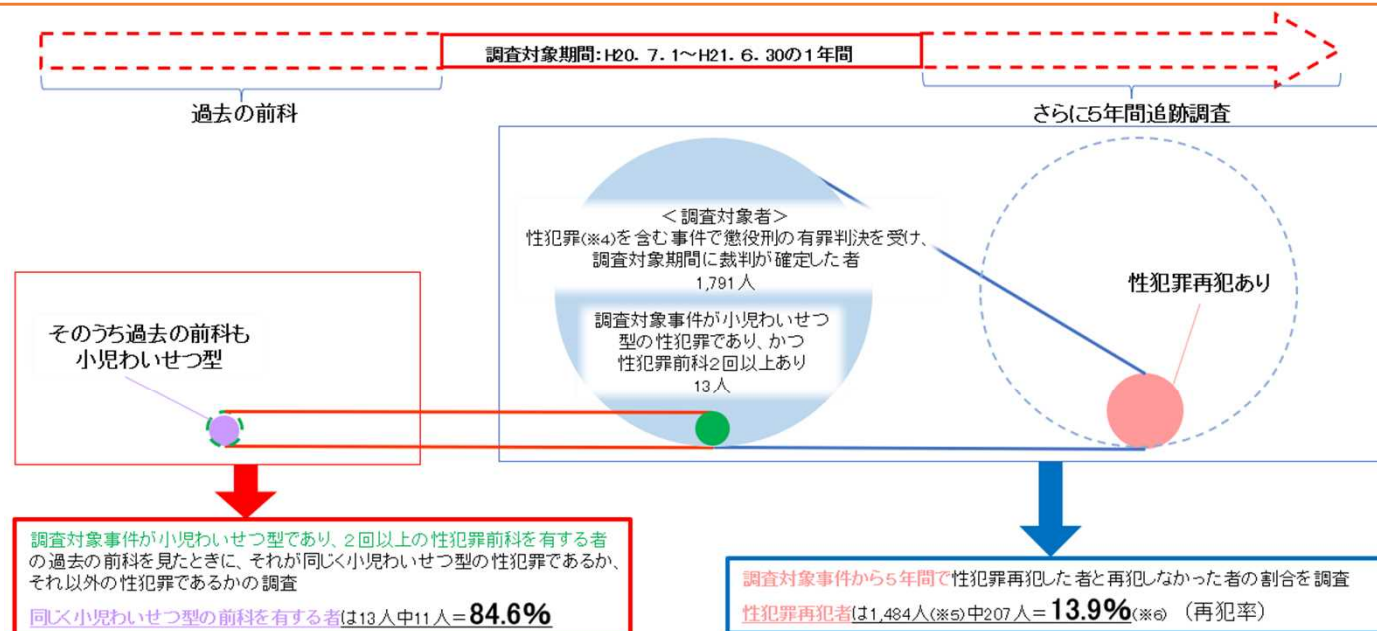 調査対象期間:H20. 7. 1～H21. 6. 30の1年間
過去の前科
さらに5年間追跡調査
＜調査対象者＞
性犯罪(※4)を含む事件で懲役刑の有罪判決を受け、
調査対象期間に裁判が確定した者
1,791人
調査対象事件が小児わいせつ
型の性犯罪であり、かつ
性犯罪前科2回以上あり
13人
性犯罪再犯あり
そのうち過去の前科も
小児わいせつ型
調査対象事件が小児わいせつ型であり、2回以上の性犯罪前科を有する者
の過去の前科を見たときに、それが同じく小児わいせつ型の性犯罪であるか、
それ以外の性犯罪であるかの調査
同じく小児わいせつ型の前科を有する者は13人中11人＝84.6%
調査対象事件から5年間で性犯罪再犯した者と再犯しなかった者の割合を調査
性犯罪再犯者は1,484人(※5)中207人＝13.9%(※6) （再犯率）